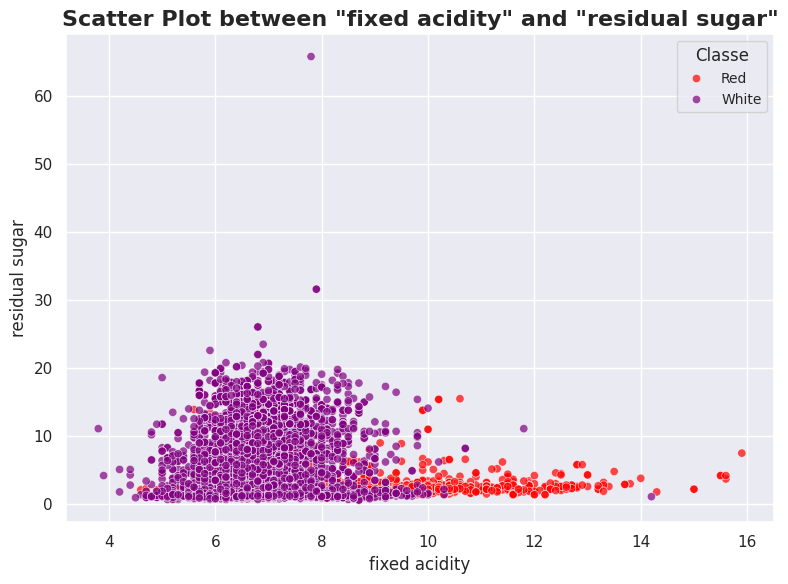 Scatter Plot between "fixed acidity" and "residual sugar"
Classe
Red
White
residual sugar
60
50
40
30
20
10
0
4 6 8 10 12 14 16
fixed acidity